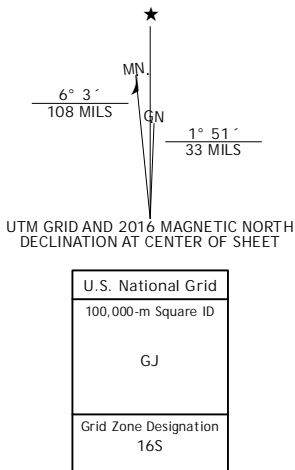 ★
MN.
6° 3´
108 MILS
GN
1° 51´
33 MILS
UTM GRID AND 2016 MAGNETIC NORTH
DECLINATION AT CENTER OF SHEET
U.S. National Grid
100,000-m Square ID
GJ
Grid Zone Designation
16S